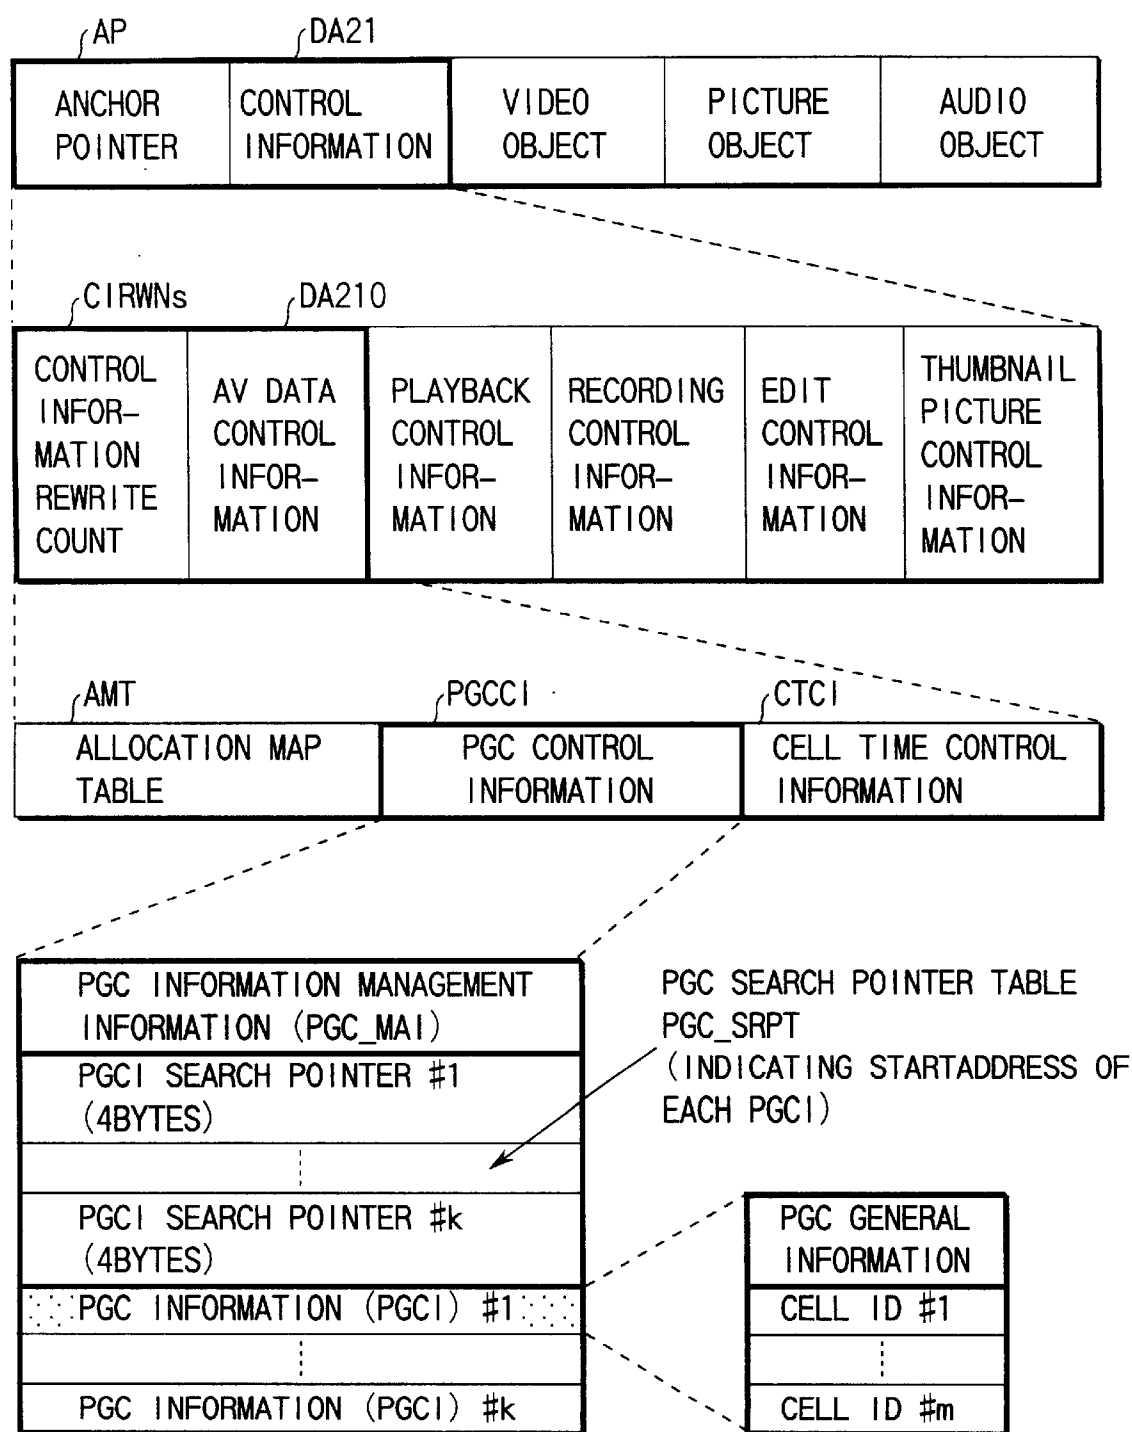 AP
DA21
ANCHOR
POINTER
CONTROL
INFORMATION
VIDEO
OBJECT
PICTURE
OBJECT
AUDIO
OBJECT
CIRWNs
DA210
CONTROL
INFOR-
MATION
REWRITE
COUNT
AV DATA
CONTROL
INFOR-
MATION
PLAYBACK
CONTROL
INFOR-
MATION
RECORDING
CONTROL
INFOR-
MATION
EDIT
CONTROL
INFOR-
MATION
THUMBNAIL
PICTURE
CONTROL
INFOR-
MATION
AMT
PGCCI
CTCI
ALLOCATION MAP
TABLE
PGC CONTROL
INFORMATION
CELL TIME CONTROL
INFORMATION
PGC INFORMATION MANAGEMENT
INFORMATION (PGC_MAI)
PGCI SEARCH POINTER #1
(4BYTES)
PGCI SEARCH POINTER #k
(4BYTES)
PGC INFORMATION (PGCI) #1
PGC INFORMATION (PGCI) #k
PGC SEARCH POINTER TABLE
PGC_SRPT
(INDICATING STARTADDRESS OF
EACH PGCI)
PGC GENERAL
INFORMATION
CELL ID #1
CELL ID #m